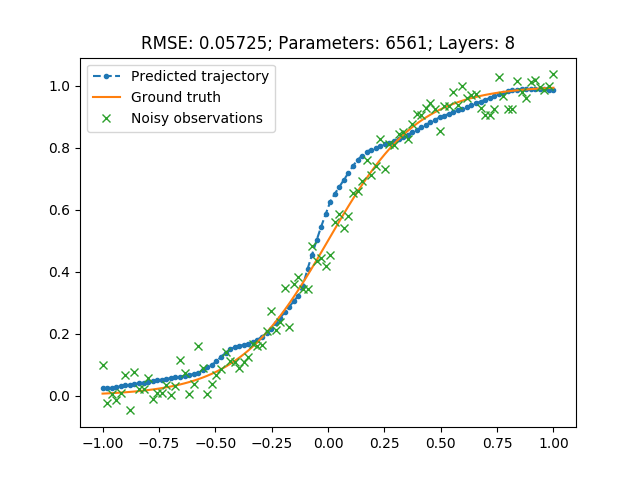 RMSE: 0.05725; Parameters: 6561; Layers: 8
Predicted trajectory
Ground truth
Noisy observations
1.0
0.8
0.6
0.4
0.2
0.0
−1.00 −0.75 −0.50 −0.25 0.00 0.25 0.50 0.75 1.00